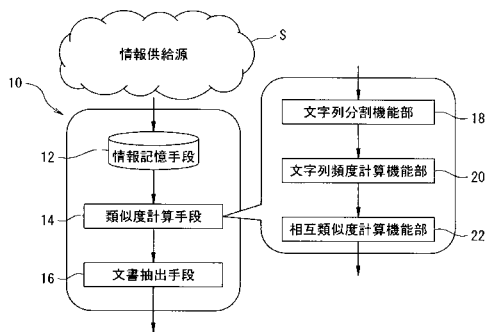 情報供給源
S
10
12
情報記憶手段
14
類似度計算手段
16
文書抽出手段
文字列分割機能部
18
文字列頻度計算機能部
20
相互類似度計算機能部
22